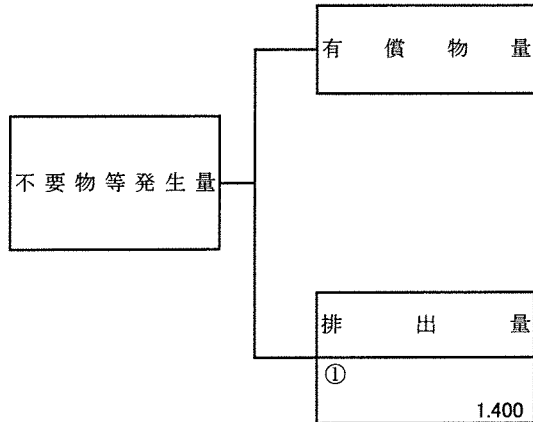 有償物量
不要物等発生量
排出量
①
1.400